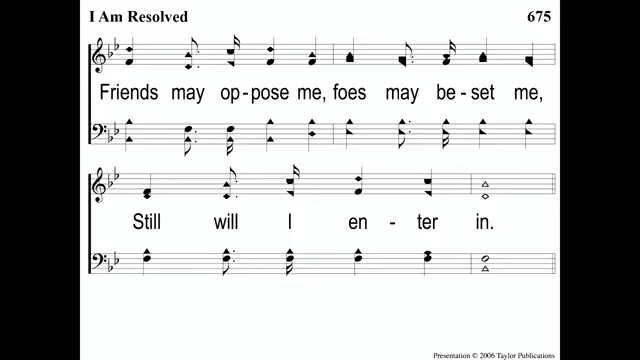 I Am Resolved 675
Friends may op-pose me, foes may be-set me,
Still will I en-ter in.
Presentation © 2006 Taylor Publications